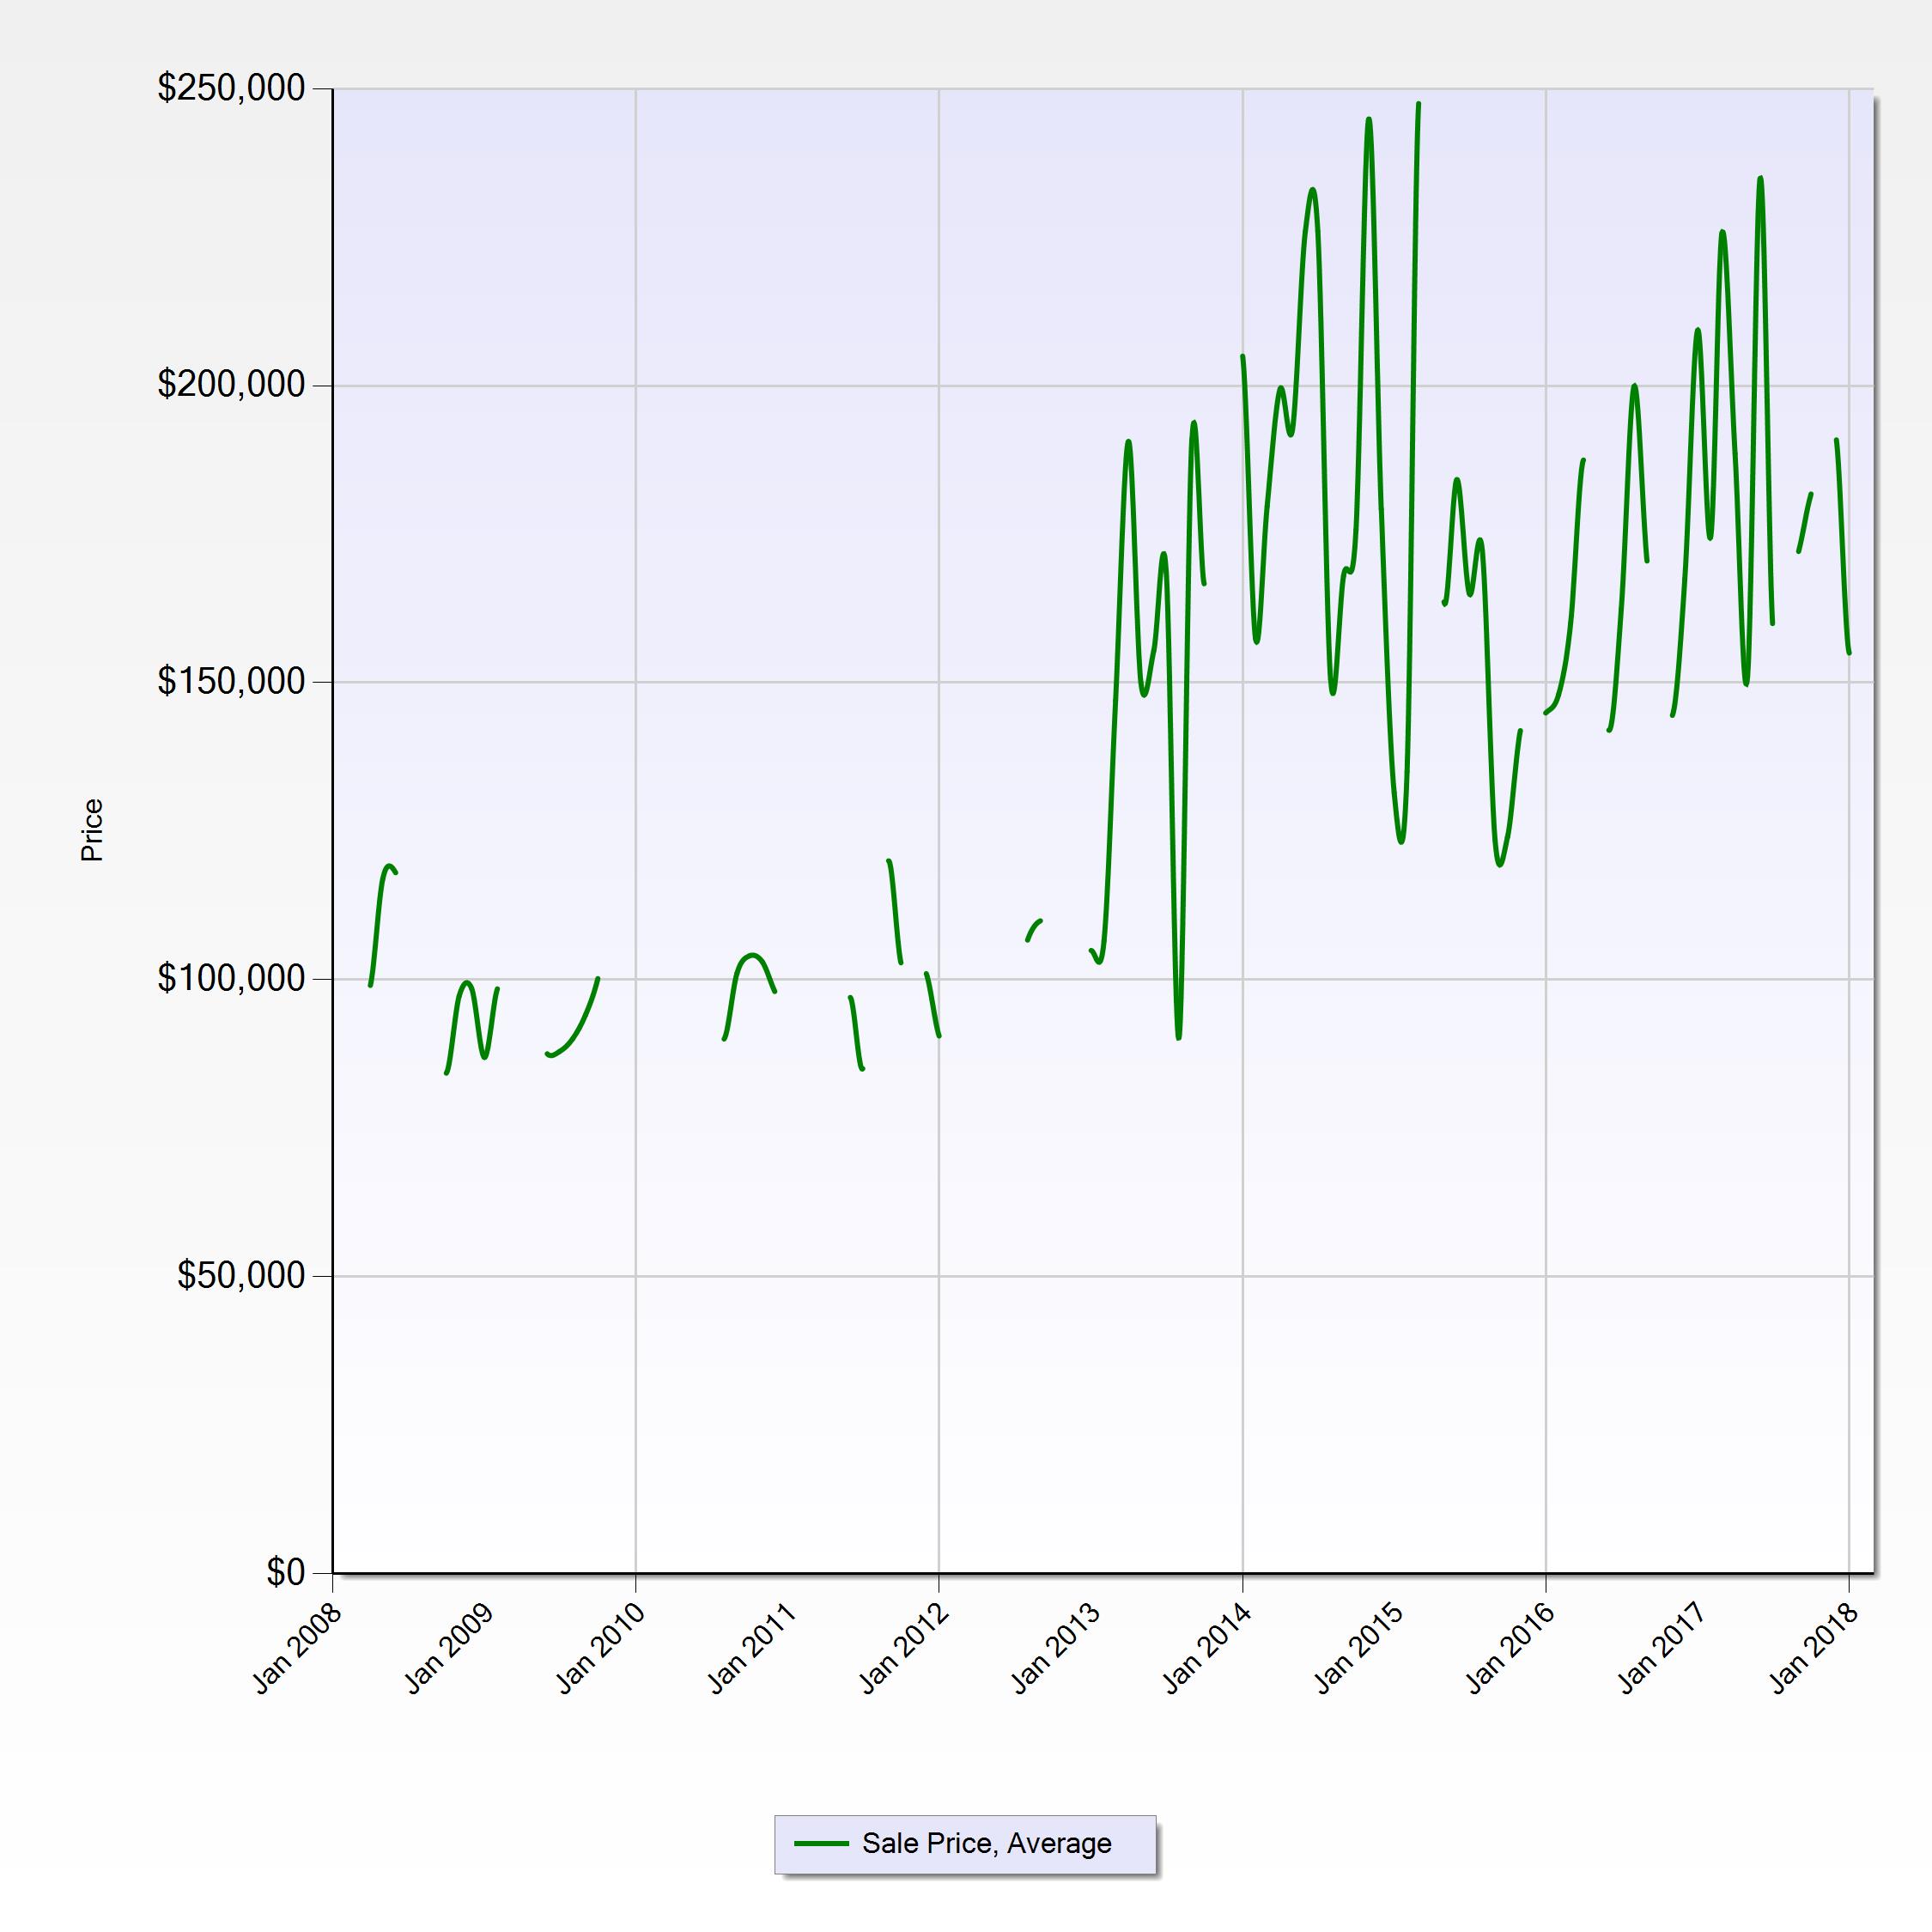 $250,000
$200,000
$150,000
$100,000
$50,000
$0
Price
Jan 2008
Jan 2009
Jan 2010
Jan 2011
Jan 2012
Jan 2013
Jan 2014
Jan 2015
Jan 2016
Jan 2017
Jan 2018
Sale Price, Average